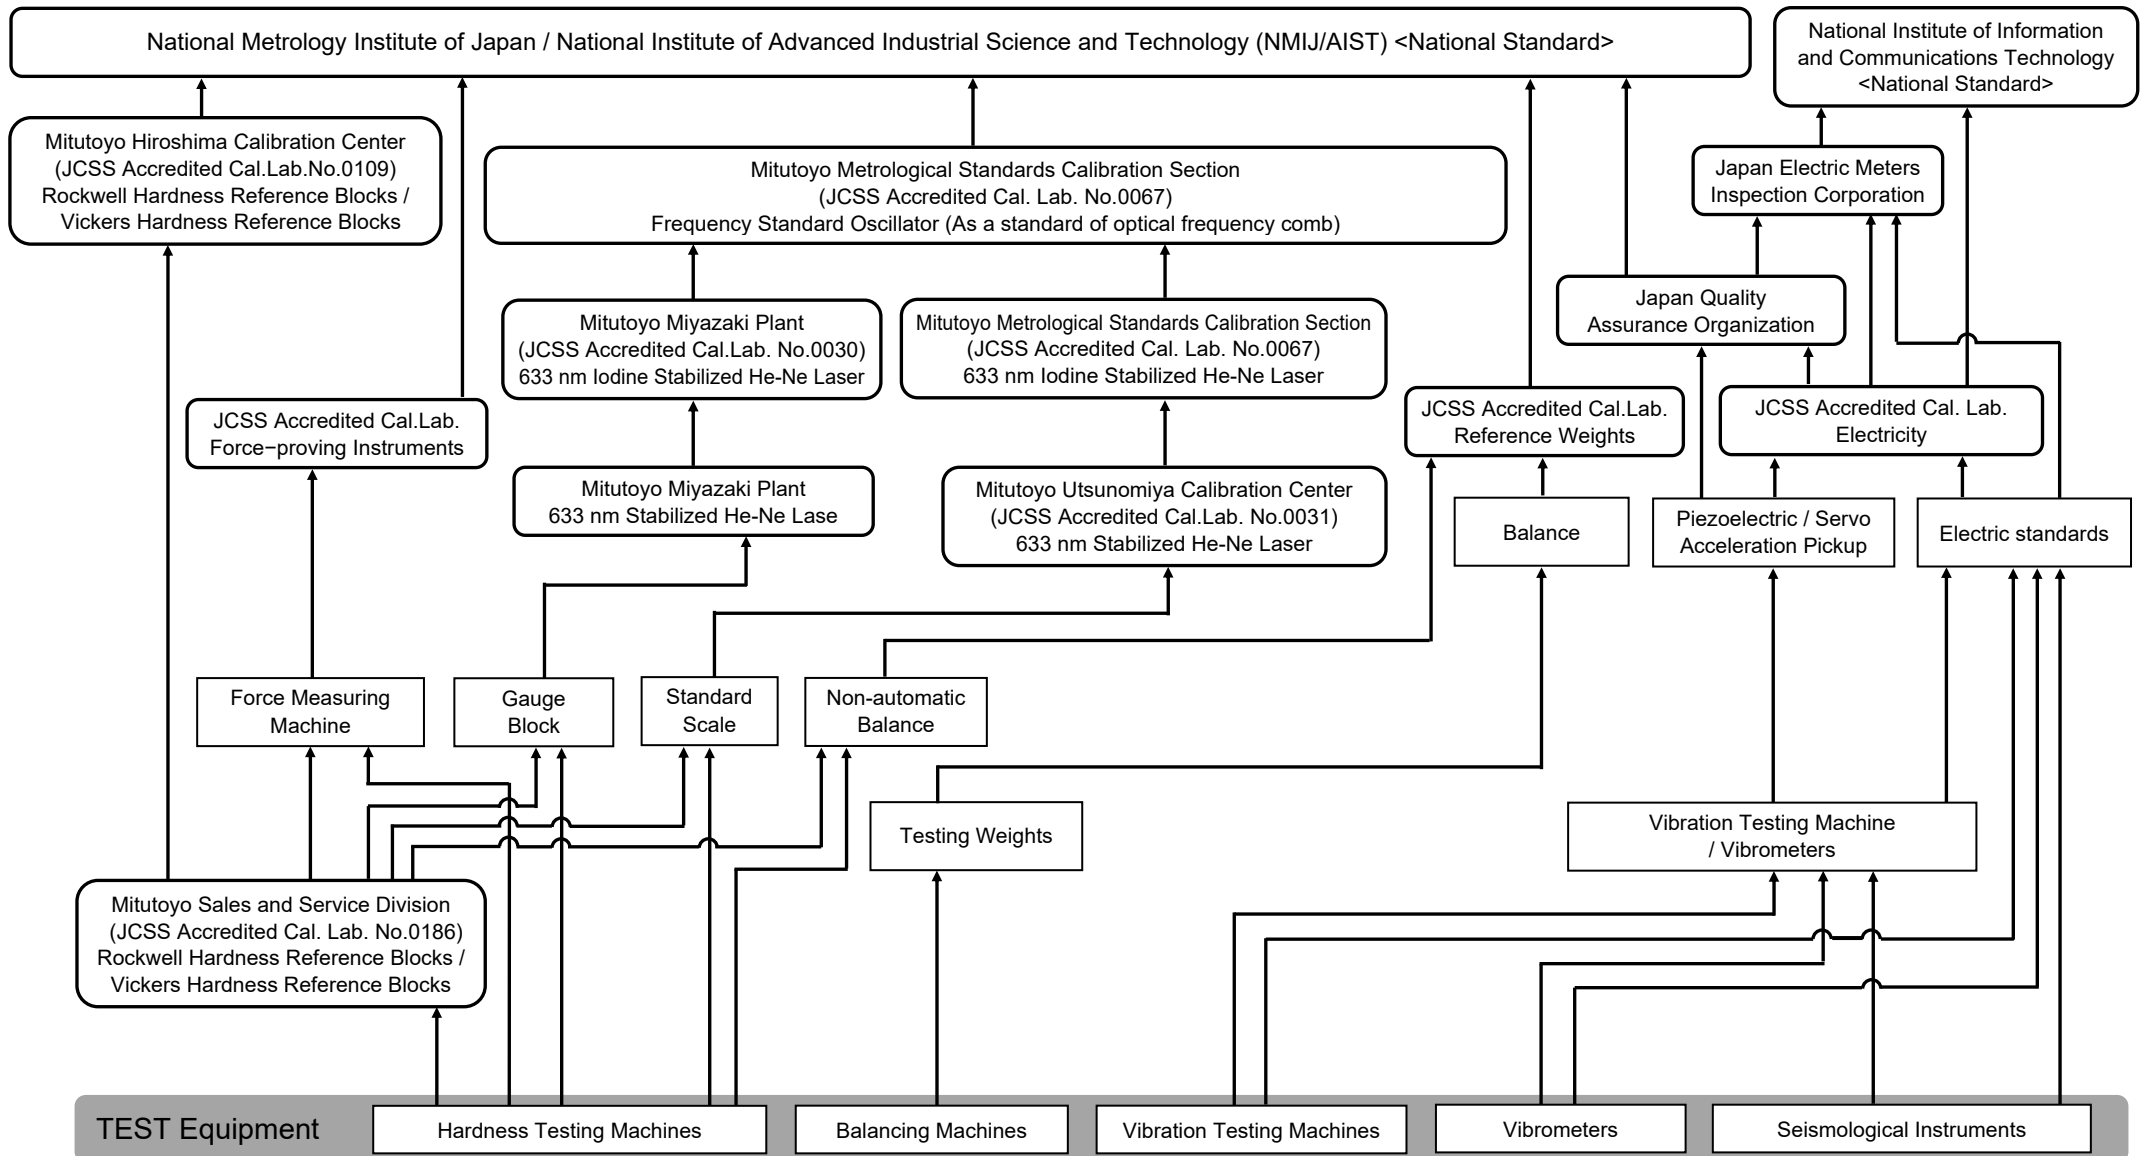 National Metrology Institute of Japan / National Institute of Advanced Industrial Science and Technology (NMIJ/AIST) <National Standard>
National Institute of Information
and Communications Technology
<National Standard>
Mitutoyo Hiroshima Calibration Center
(JCSS Accredited Cal.Lab.No.0109)
Rockwell Hardness Reference Blocks /
Vickers Hardness Reference Blocks
Mitutoyo Metrological Standards Calibration Section
(JCSS Accredited Cal. Lab. No.0067)
Frequency Standard Oscillator (As a standard of optical frequency comb)
Japan Electric Meters
Inspection Corporation
Japan Quality
Assurance Organization
Mitutoyo Miyazaki Plant
(JCSS Accredited Cal.Lab. No.0030)
633 nm Iodine Stabilized He-Ne Laser
Mitutoyo Metrological Standards Calibration Section
(JCSS Accredited Cal. Lab. No.0067)
633 nm Iodine Stabilized He-Ne Laser
JCSS Accredited Cal.Lab.
Force−proving Instruments
JCSS Accredited Cal.Lab.
Reference Weights
JCSS Accredited Cal. Lab.
Electricity
Mitutoyo Miyazaki Plant
633 nm Stabilized He-Ne Lase
Mitutoyo Utsunomiya Calibration Center
(JCSS Accredited Cal.Lab. No.0031)
633 nm Stabilized He-Ne Laser
Balance
Piezoelectric / Servo
Acceleration Pickup
Electric standards
Force Measuring
Machine
Gauge
Block
Standard
Scale
Non-automatic
Balance
Testing Weights
Vibration Testing Machine
/ Vibrometers
Mitutoyo Sales and Service Division
(JCSS Accredited Cal. Lab. No.0186)
Rockwell Hardness Reference Blocks /
Vickers Hardness Reference Blocks
TEST Equipment
Hardness Testing Machines
Balancing Machines
Vibration Testing Machines
Vibrometers
Seismological Instruments